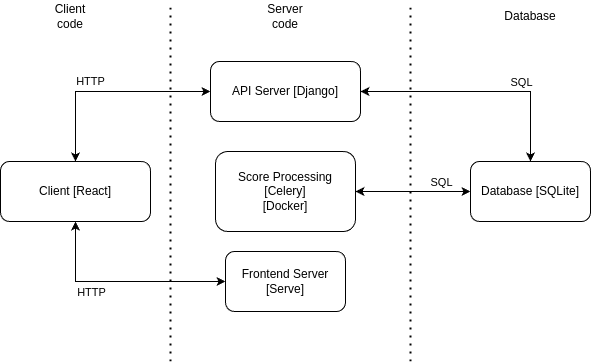 Client
code
Server
code
Database
HTTP
SQL
API Server [Django]
Client [React]
Score Processing
[Celery]
[Docker]
SQL
Database [SQLite]
Frontend Server
[Serve]
HTTP